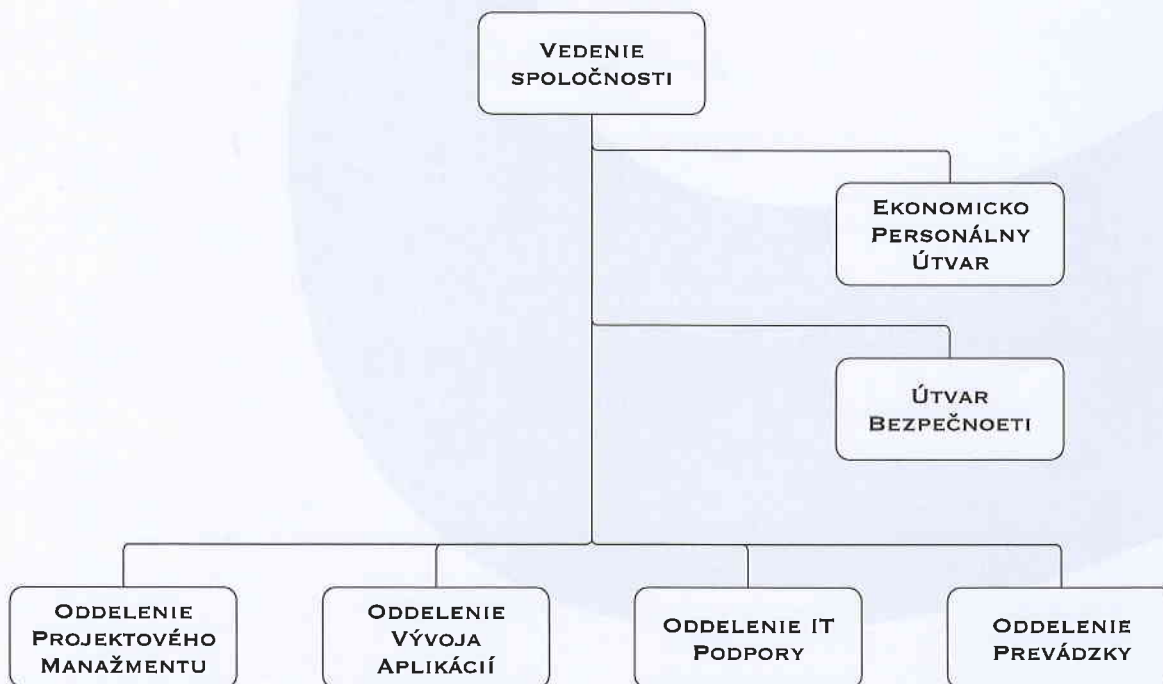 VEDENIE
SPOLOČNOSTI
EKONOMICKO
PERSONÁLNY
ÚTVAR
ÚTVAR
BEZPEČNOETI
ODDELENIE
PROJEKTOVÉHO
MANAŽMENTU
ODDELENIE
VÝVOJA
APLIKÁCIÍ
ODDELENIE IT
PODPORY
ODDELENIE
PREVÁDZKY